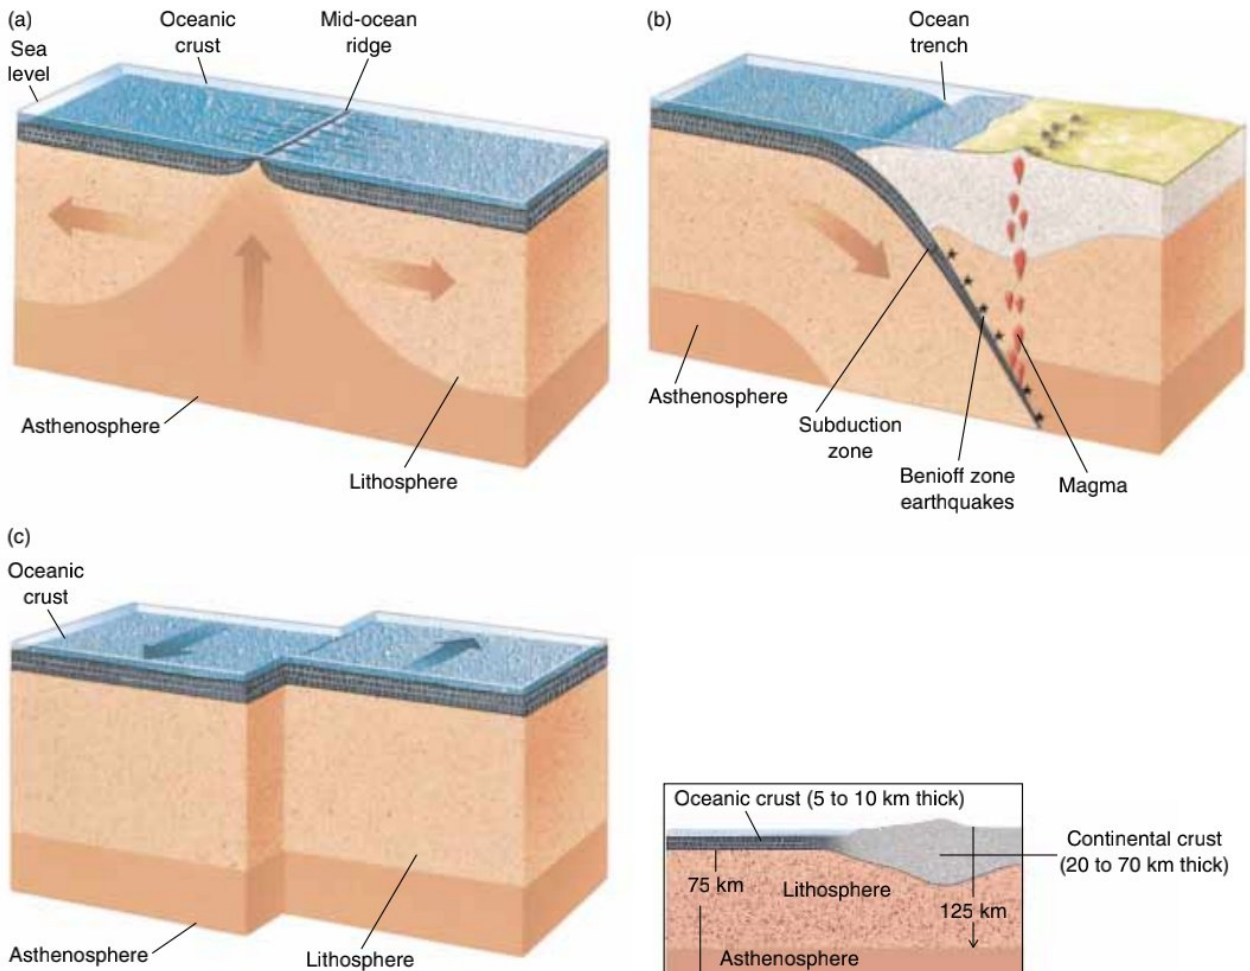 (a)
Oceanic
crust
Mid-ocean
ridge
Sea
level
Asthenosphere
Lithosphere
(b)
Ocean
trench
Asthenosphere
Subduction
zone
Benioff zone
earthquakes
Magma
(c)
Oceanic
crust
Asthenosphere
Lithosphere
Oceanic crust (5 to 10 km thick)
Continental crust
(20 to 70 km thick)
75 km
Lithosphere
125 km
Asthenosphere